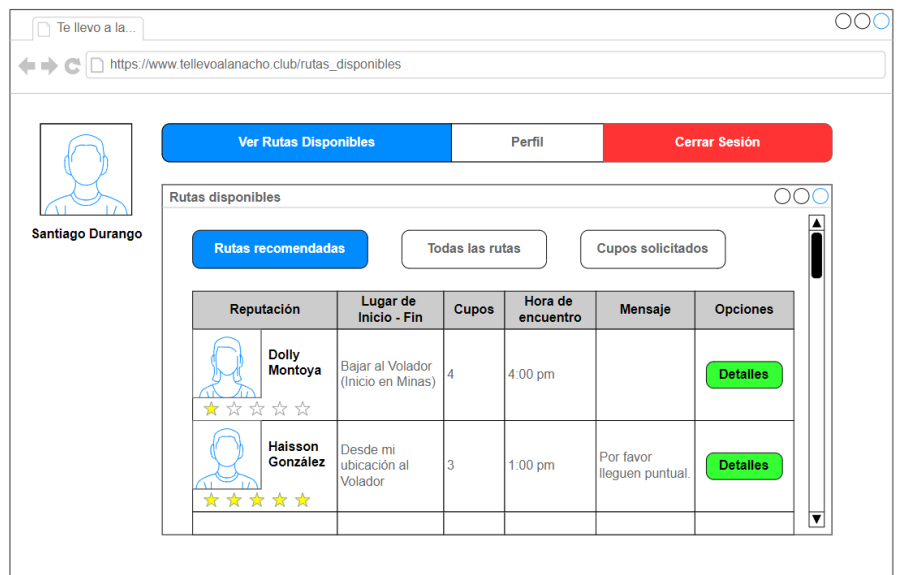 Te llevo a la...
https://www.tellevoalanacho.club/rutas_disponibles
Ver Rutas Disponibles
Perfil
Cerrar Sesión
Santiago Durango
Rutas disponibles
Rutas recomendadas
Todas las rutas
Cupos solicitados
Reputación
Lugar de
Inicio - Fin
Cupos
Hora de
encuentro
Mensaje
Opciones
Dolly
Montoya
Bajar al Volador
(Inicio en Minas)
4
4:00 pm
Detalles
Haisson
González
Desde mi
ubicación al
Volador
3
1:00 pm
Por favor
lleguen puntual.
Detalles